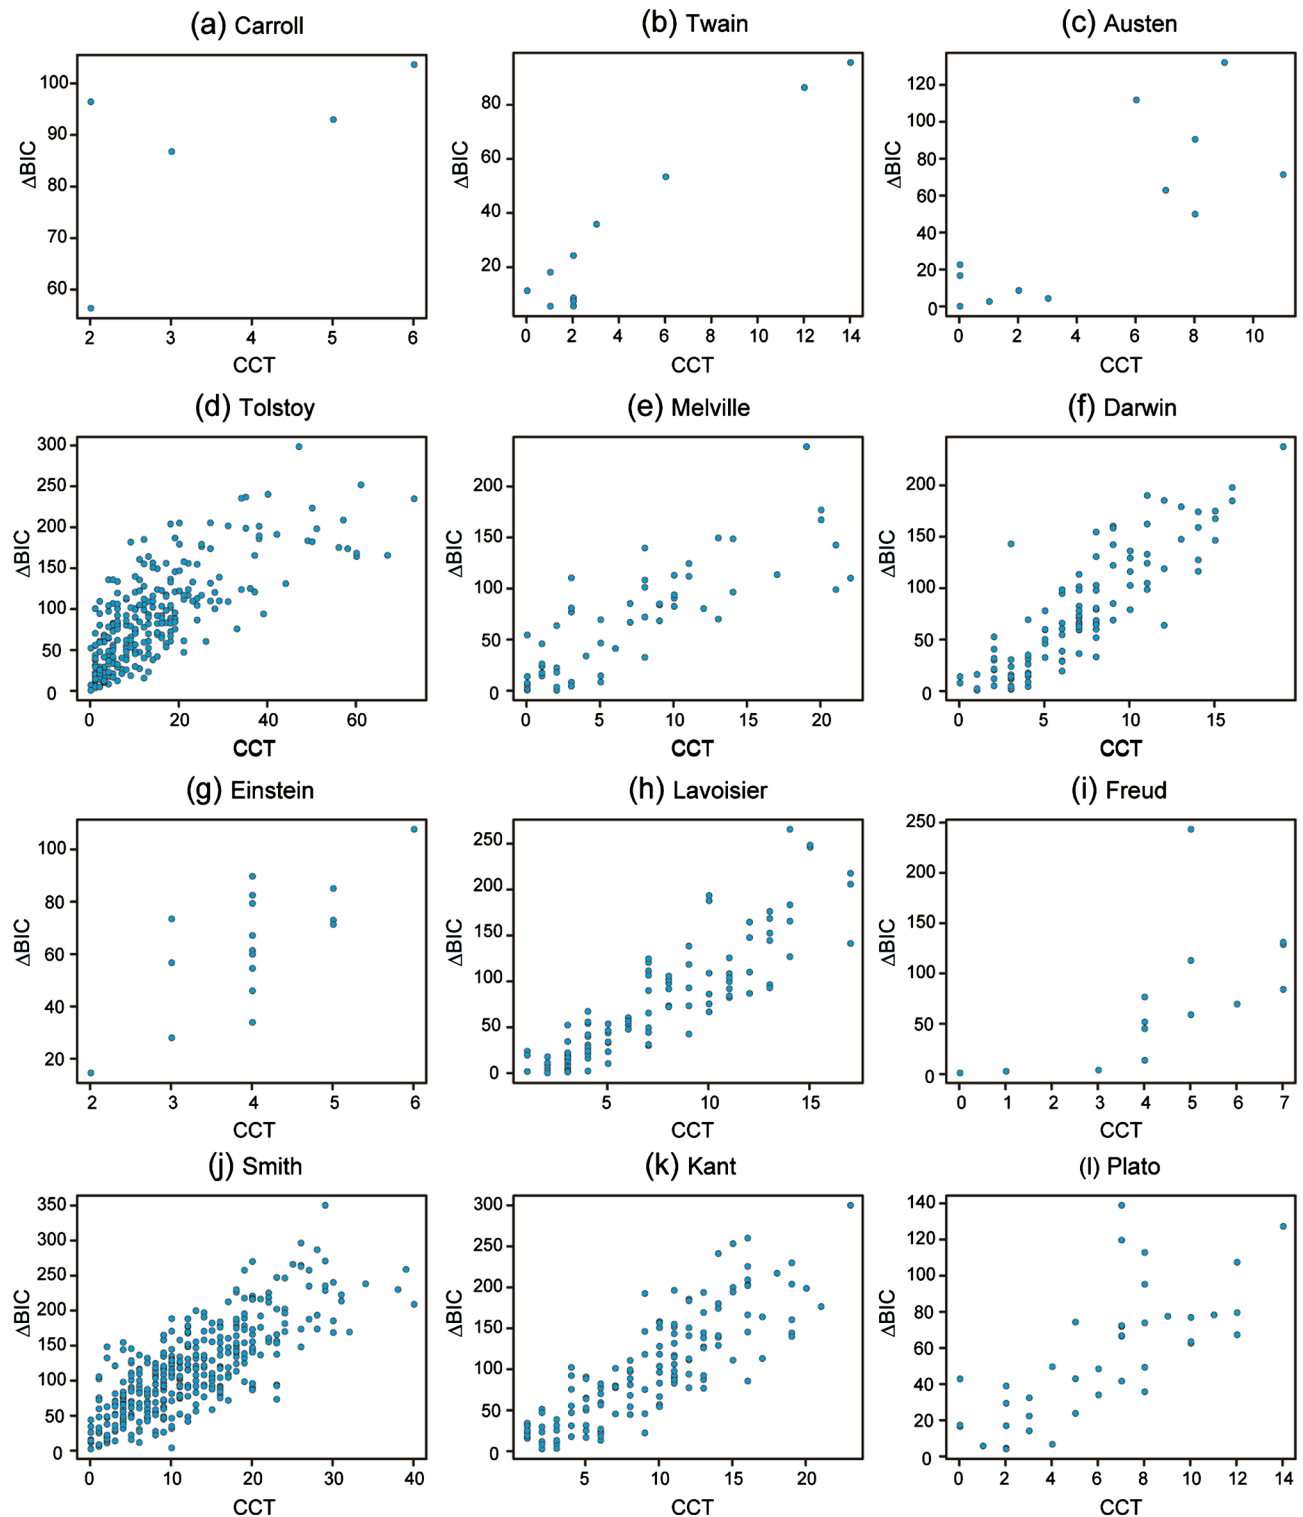 (a) Carroll
(b) Twain
(c) Austen
ΔBIC
100
90
80
70
60
2 3 4 5 6
CCT
ΔBIC
80
60
40
20
0 2 4 6 8 10 12 14
CCT
ΔBIC
120
100
80
60
40
20
0
0 2 4 6 8 10
CCT
(d) Tolstoy
(e) Melville
(f) Darwin
ΔBIC
300
250
200
150
100
50
0
0 20 40 60
CCT
ΔBIC
200
150
100
50
0
0 5 10 15 20
CCT
ΔBIC
200
150
100
50
0
0 5 10 15
CCT
(g) Einstein
(h) Lavoisier
(i) Freud
ΔBIC
100
80
60
40
20
2 3 4 5 6
CCT
ΔBIC
250
200
150
100
50
0
5 10 15
CCT
ΔBIC
250
200
150
100
50
0
0 1 2 3 4 5 6 7
CCT
(j) Smith
(k) Kant
(l) Plato
ΔBIC
350
300
250
200
150
100
50
0
0 10 20 30 40
CCT
ΔBIC
300
250
200
150
100
50
0
5 10 15 20
CCT
ΔBIC
140
120
100
80
60
40
20
0
0 2 4 6 8 10 12 14
CCT